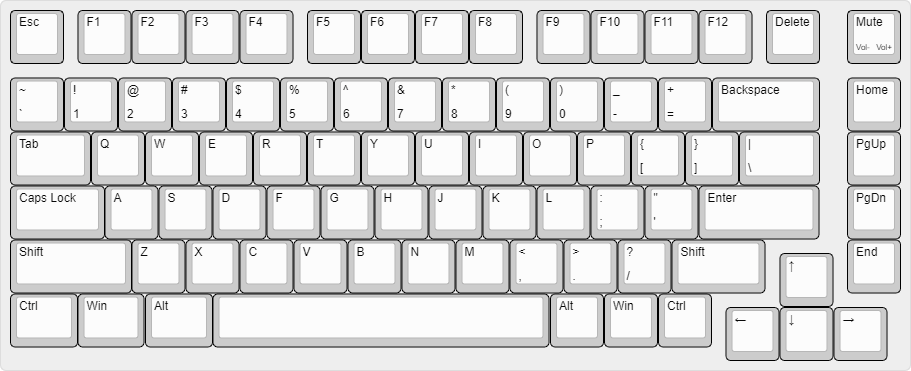 Esc F1 F2 F3 F4 F5 F6 F7 F8 F9 F10 F11 F12 Delete Mute
Vol- Vol+
~ ! @ # $ % ^ & * ( ) _ + Backspace Home
` 1 2 3 4 5 6 7 8 9 0 - =
Tab Q W E R T Y U I O P { } | PgUp
[ ] \
Caps Lock A S D F G H J K L : " Enter PgDn
; '
Shift Z X C V B N M < > ? Shift End
, . /
↑
Ctrl Win Alt Alt Win Ctrl
← ↓ →